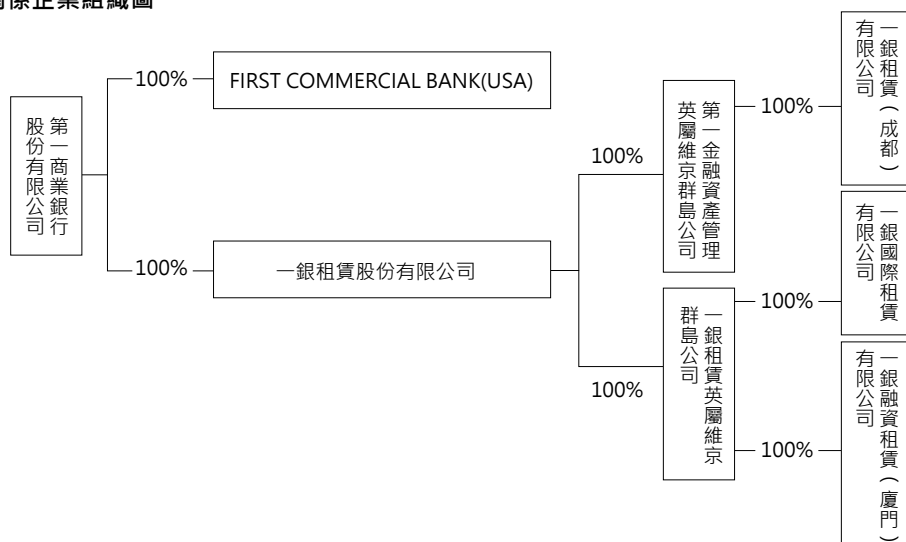 關係企業組織圖
第一商業銀行
股份有限公司
100%
FIRST COMMERCIAL BANK(USA)
100%
一銀租賃股份有限公司
100%
第一金融資產管理
英屬維京群島公司
100%
一銀租賃（成都）
有限公司
100%
一銀租賃英屬維京
群島公司
100%
一銀國際租賃
有限公司
100%
一銀融資租賃（廈門）
有限公司